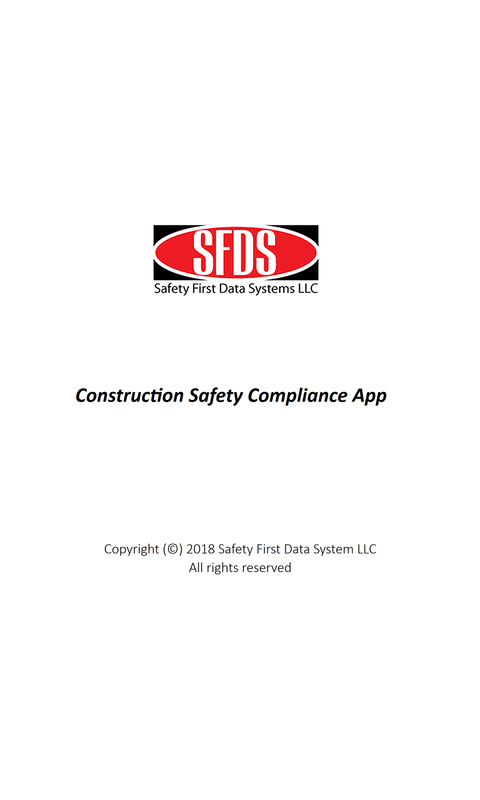 SFDS
Safety First Data Systems LLC
Construction Safety Compliance App
Copyright (©) 2018 Safety First Data System LLC
All rights reserved